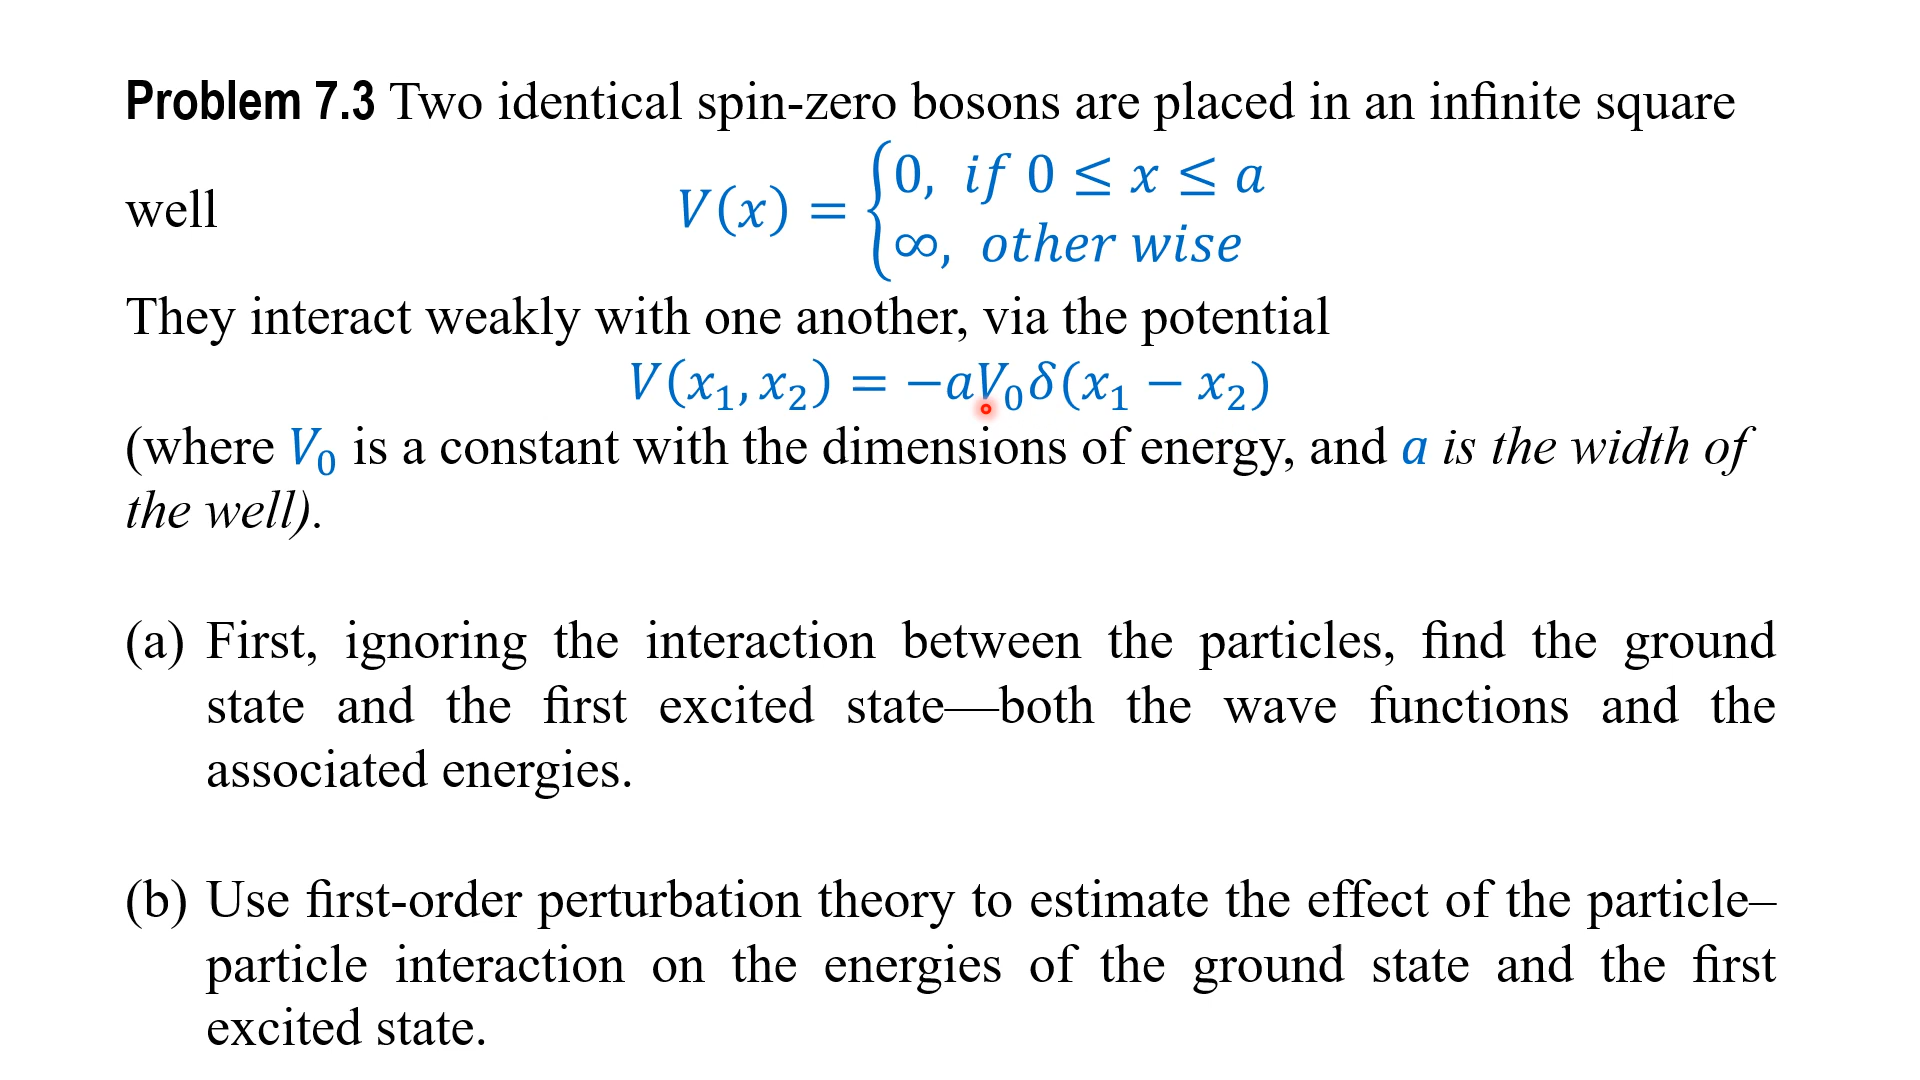 Problem 7.3 Two identical spin-zero bosons are placed in an infinite square
well V(x) = {0, if 0 ≤ x ≤ a
∞, other wise
They interact weakly with one another, via the potential
V(x₁, x₂) = −aV₀δ(x₁ − x₂)
(where V₀ is a constant with the dimensions of energy, and a is the width of
the well).
(a) First, ignoring the interaction between the particles, find the ground
state and the first excited state—both the wave functions and the
associated energies.
(b) Use first-order perturbation theory to estimate the effect of the particle–
particle interaction on the energies of the ground state and the first
excited state.